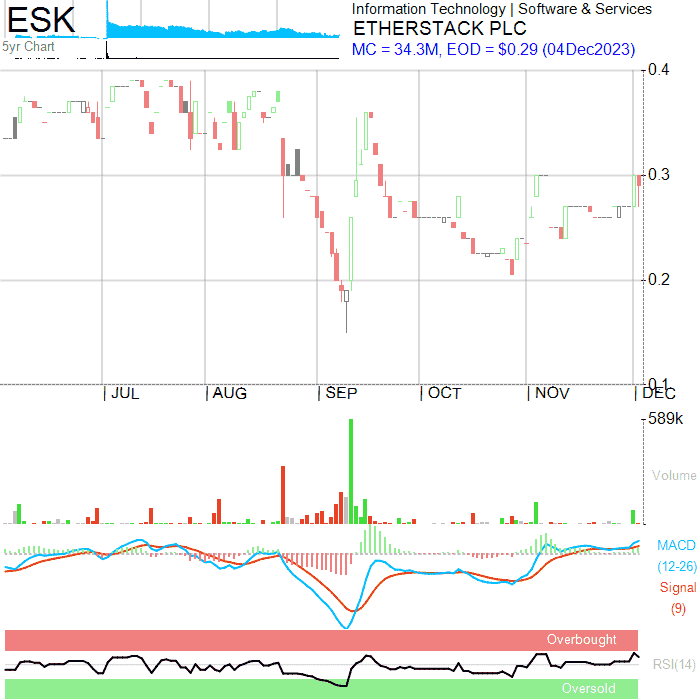 ESK
5yr Chart
Information Technology | Software & Services
ETHERSTACK PLC
MC = 34.3M, EOD = $0.29 (04Dec2023)
0.4
0.3
0.2
0.1
| JUL | AUG | SEP | OCT | NOV | DEC
589k
Volume
MACD
(12-26)
Signal
(9)
Overbought
RSI(14)
Oversold